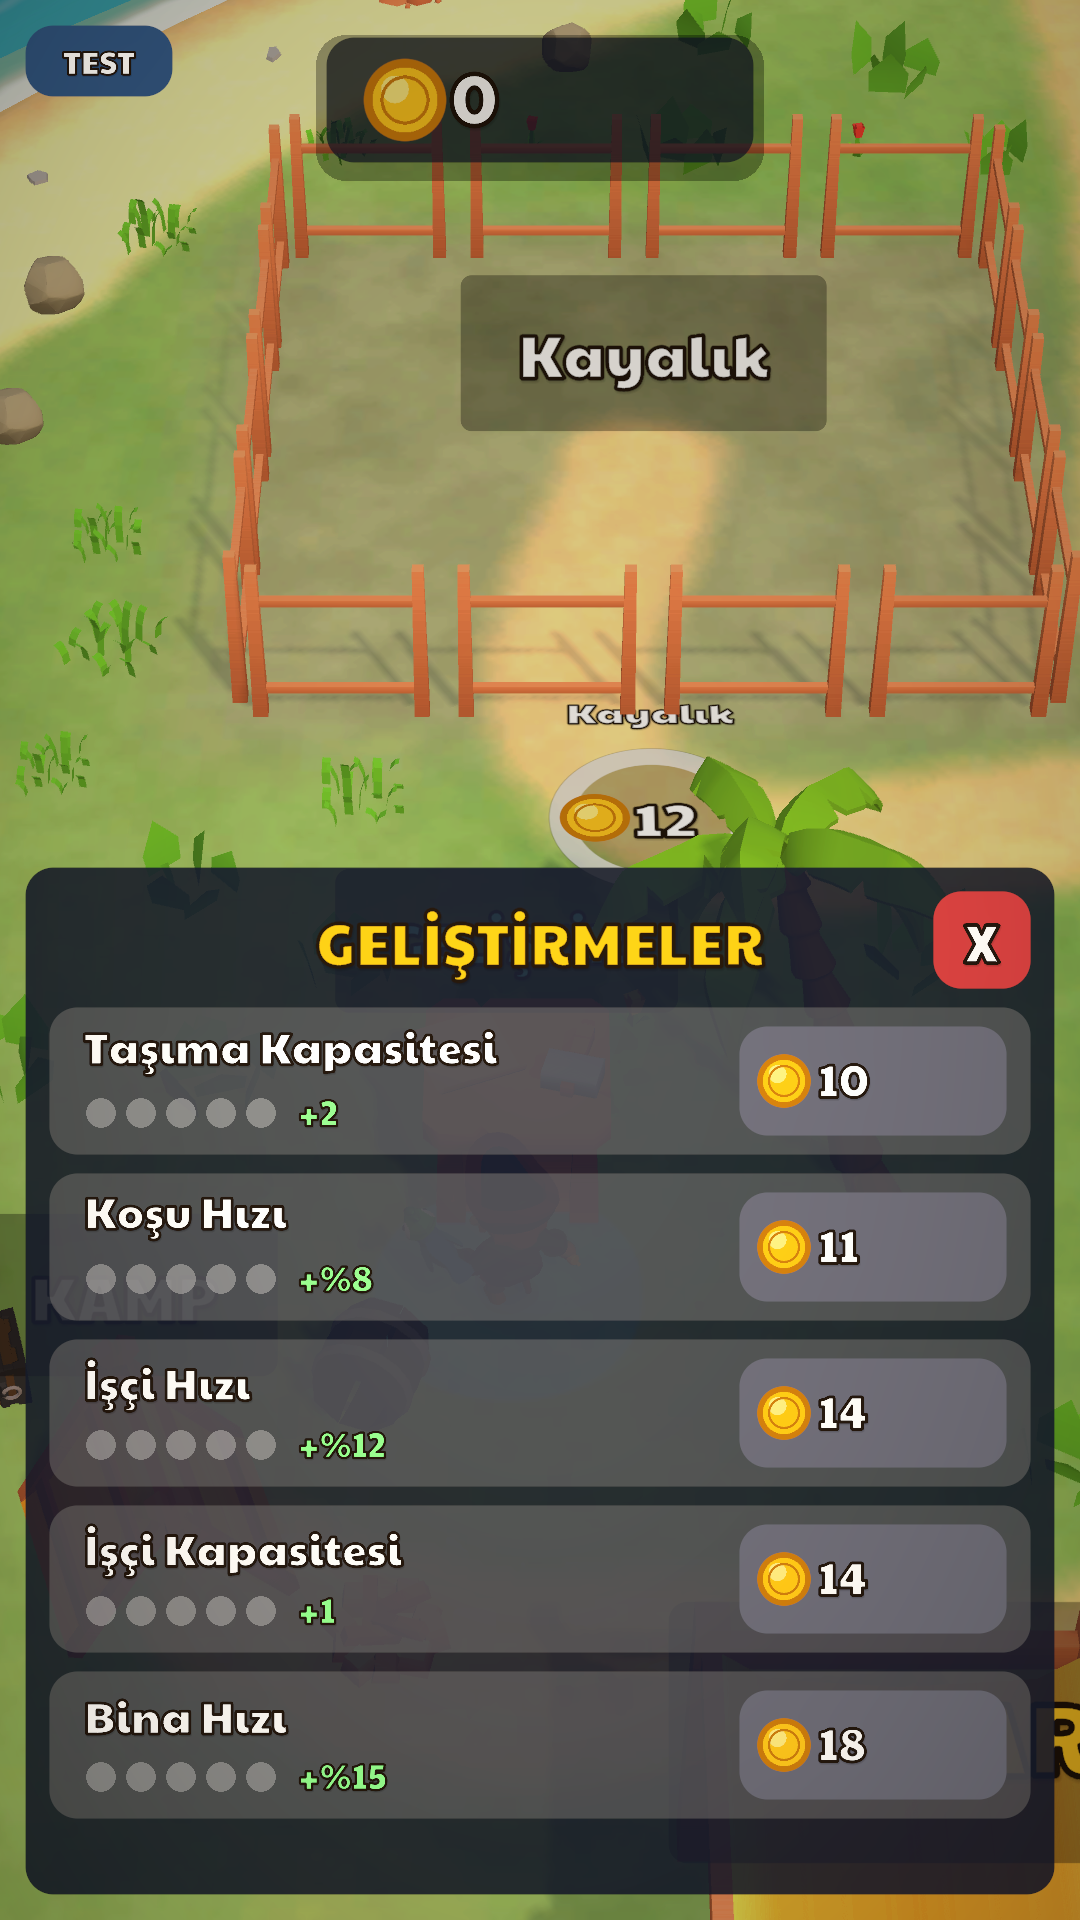 TEST
0
Kayalık
Kayalık
12
GELİŞTİRMELER
X
Taşıma Kapasitesi
10
+2
Koşu Hızı
11
+%8
KAMP
İşçi Hızı
14
+%12
İşçi Kapasitesi
14
+1
Bina Hızı
18
+%15